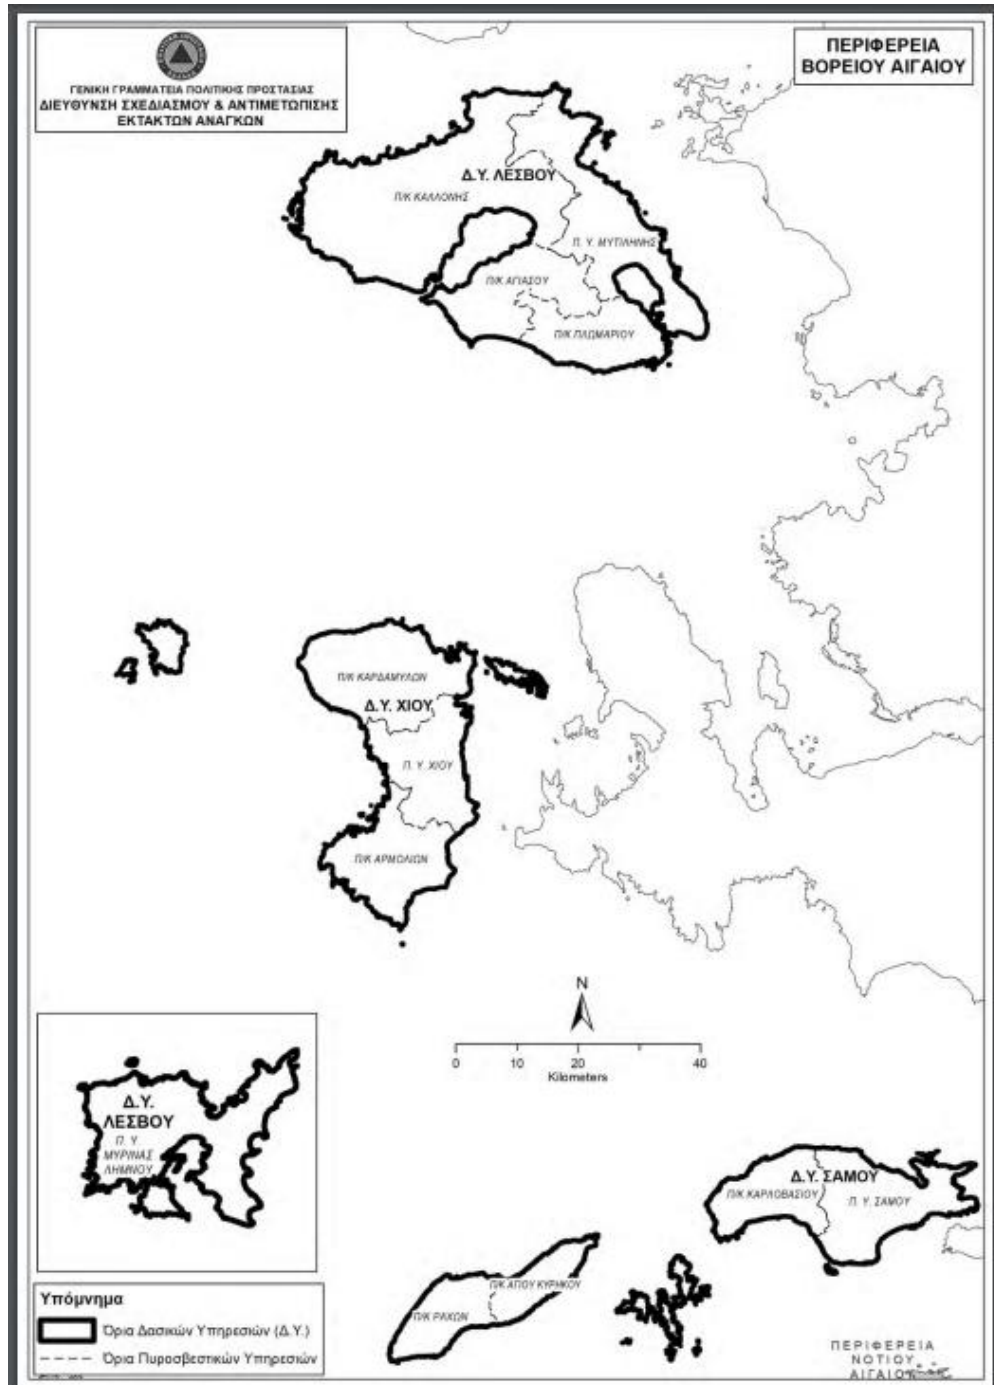 ΓΕΝΙΚΗ ΓΡΑΜΜΑΤΕΙΑ ΠΟΛΙΤΙΚΗΣ ΠΡΟΣΤΑΣΙΑΣ
ΔΙΕΥΘΥΝΣΗ ΣΧΕΔΙΑΣΜΟΥ & ΑΝΤΙΜΕΤΩΠΙΣΗΣ
ΕΚΤΑΚΤΩΝ ΑΝΑΓΚΩΝ
ΠΕΡΙΦΕΡΕΙΑ
ΒΟΡΕΙΟΥ ΑΙΓΑΙΟΥ
Δ.Υ. ΛΕΣΒΟΥ
Π/Κ ΚΑΛΛΟΝΗΣ
Π. Υ. ΜΥΤΙΛΗΝΗΣ
Π/Κ ΑΓΙΑΣΟΥ
Π/Κ ΠΛΩΜΑΡΙΟΥ
Π/Κ ΚΑΡΔΑΜΥΛΩΝ
Δ.Υ. ΧΙΟΥ
Π. Υ. ΧΙΟΥ
Π/Κ ΑΡΜΟΛΙΩΝ
N
0 10 20 40
Kilometers
Δ.Υ.
ΛΕΣΒΟΥ
Π. Υ.
ΜΥΡΙΝΑΣ
ΛΗΜΝΟΥ
Δ.Υ. ΣΑΜΟΥ
Π/Κ ΚΑΡΛΟΒΑΣΙΟΥ
Π. Υ. ΣΑΜΟΥ
Π/Κ ΑΓΙΟΥ ΚΥΡΗΚΟΥ
Π/Κ ΡΑΧΩΝ
Υπόμνημα
Όρια Δασικών Υπηρεσιών (Δ.Υ.)
Όρια Πυροσβεστικών Υπηρεσιών
ΠΕΡΙΦΕΡΕΙΑ
ΝΟΤΙΟΥ
ΑΙΓΑΙΟΥ